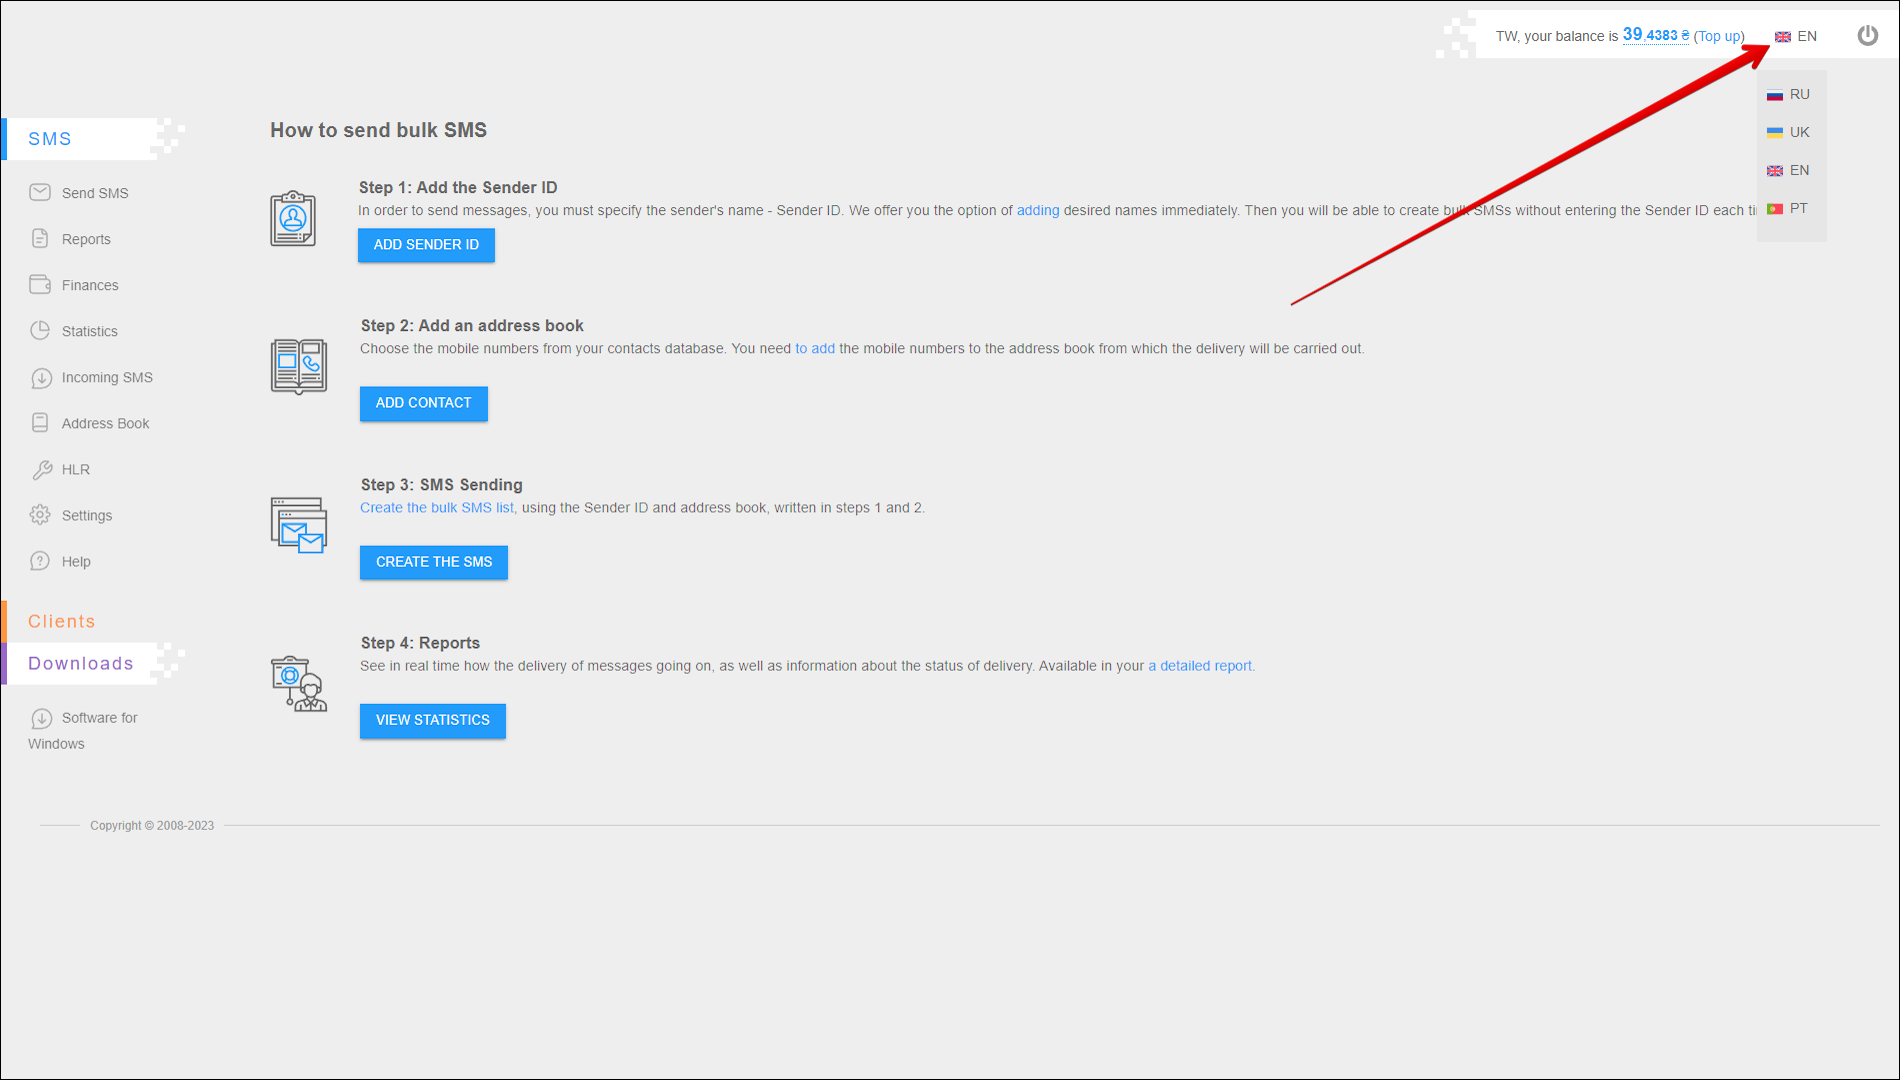 TW, your balance is 39,4383 ₴ (Top up)
EN
RU
UK
EN
PT
SMS
Send SMS
Reports
Finances
Statistics
Incoming SMS
Address Book
HLR
Settings
Help
Clients
Downloads
Software for
Windows
How to send bulk SMS
Step 1: Add the Sender ID
In order to send messages, you must specify the sender's name - Sender ID. We offer you the option of adding desired names immediately. Then you will be able to create bulk SMSs without entering the Sender ID each
ADD SENDER ID
Step 2: Add an address book
Choose the mobile numbers from your contacts database. You need to add the mobile numbers to the address book from which the delivery will be carried out.
ADD CONTACT
Step 3: SMS Sending
Create the bulk SMS list, using the Sender ID and address book, written in steps 1 and 2.
CREATE THE SMS
Step 4: Reports
See in real time how the delivery of messages going on, as well as information about the status of delivery. Available in your a detailed report.
VIEW STATISTICS
Copyright © 2008-2023